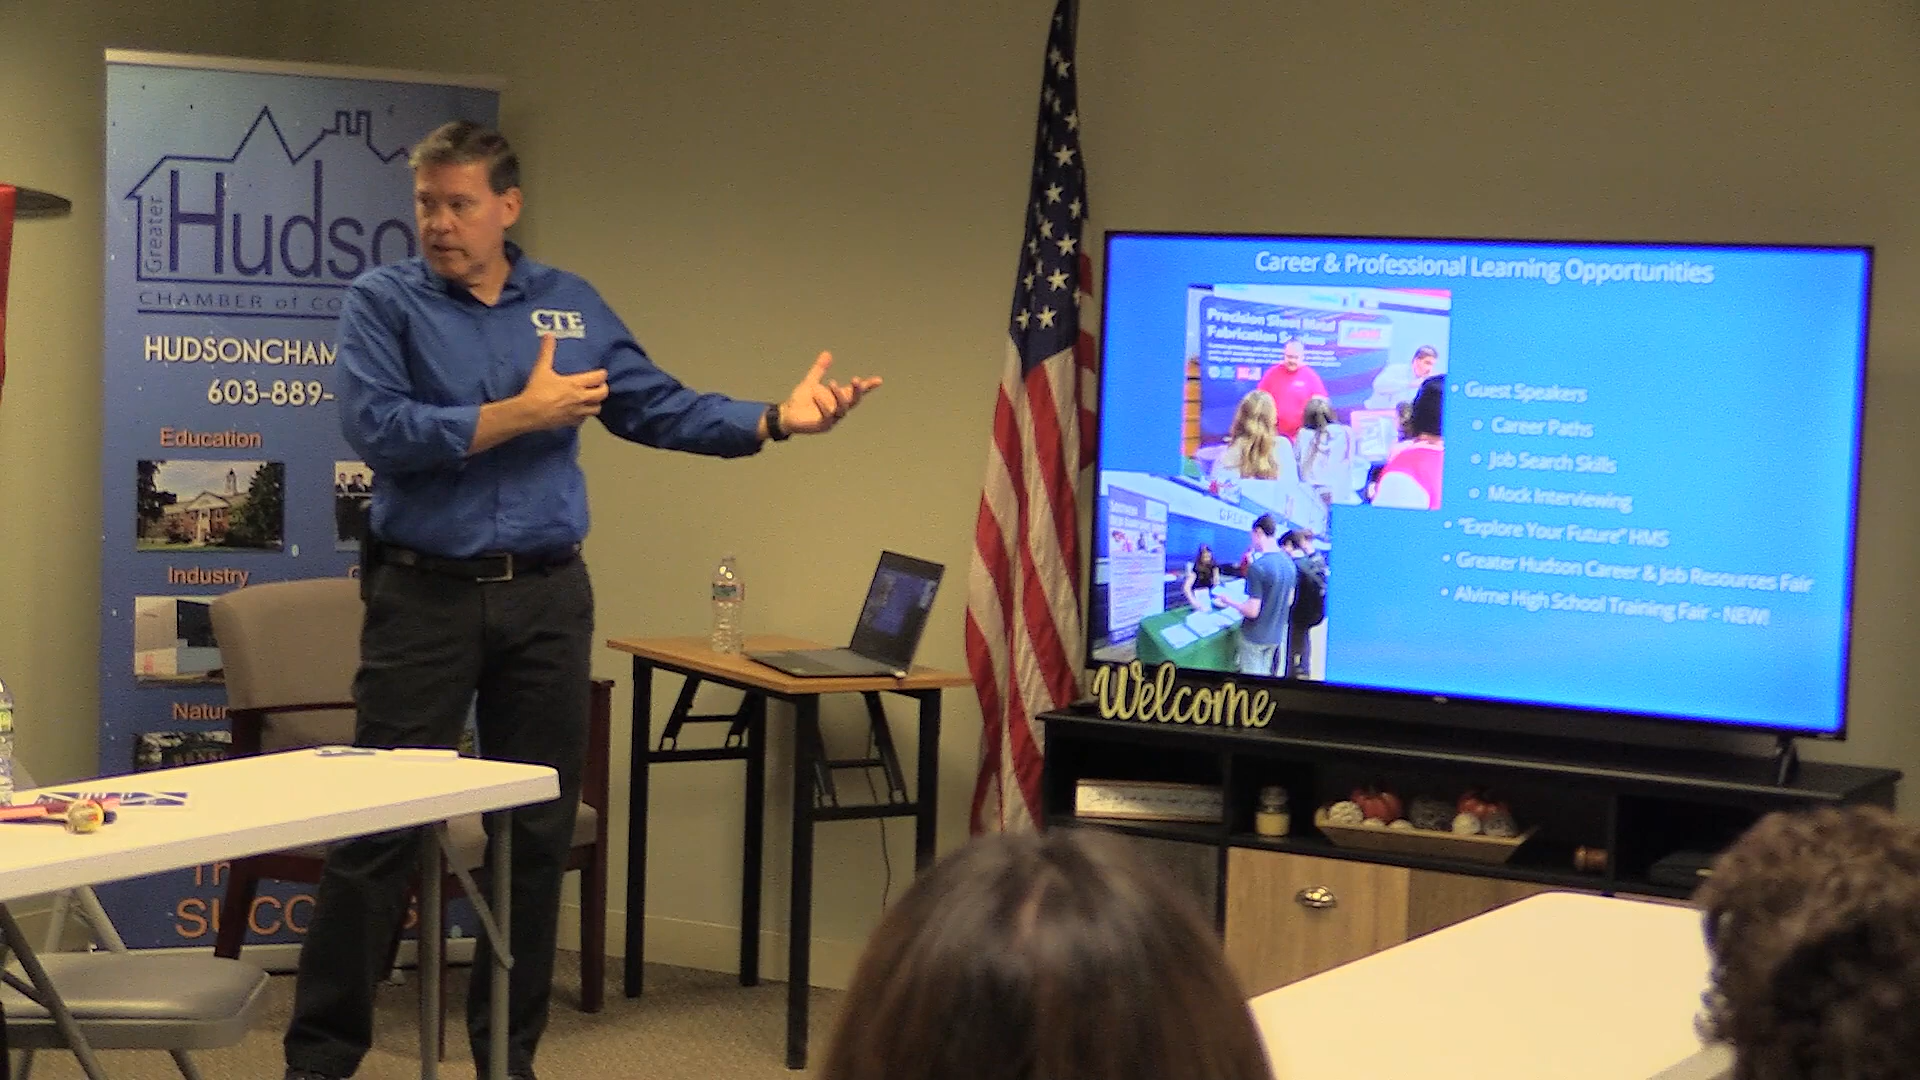 Greater
Hudso
CHAMBER of CO
HUDSONCHAM
603-889-
Education
Industry
Natur
SUCC
S
CTE
Career & Professional Learning Opportunities
Precision Sheet Metal
Fabrication
• Guest Speakers
Career Paths
Job Search Skills
Mock Interviewing
• "Explore Your Future" HMS
• Greater Hudson Career & Job Resources Fair
• Alvirne High School Training Fair - NEW!
Welcome